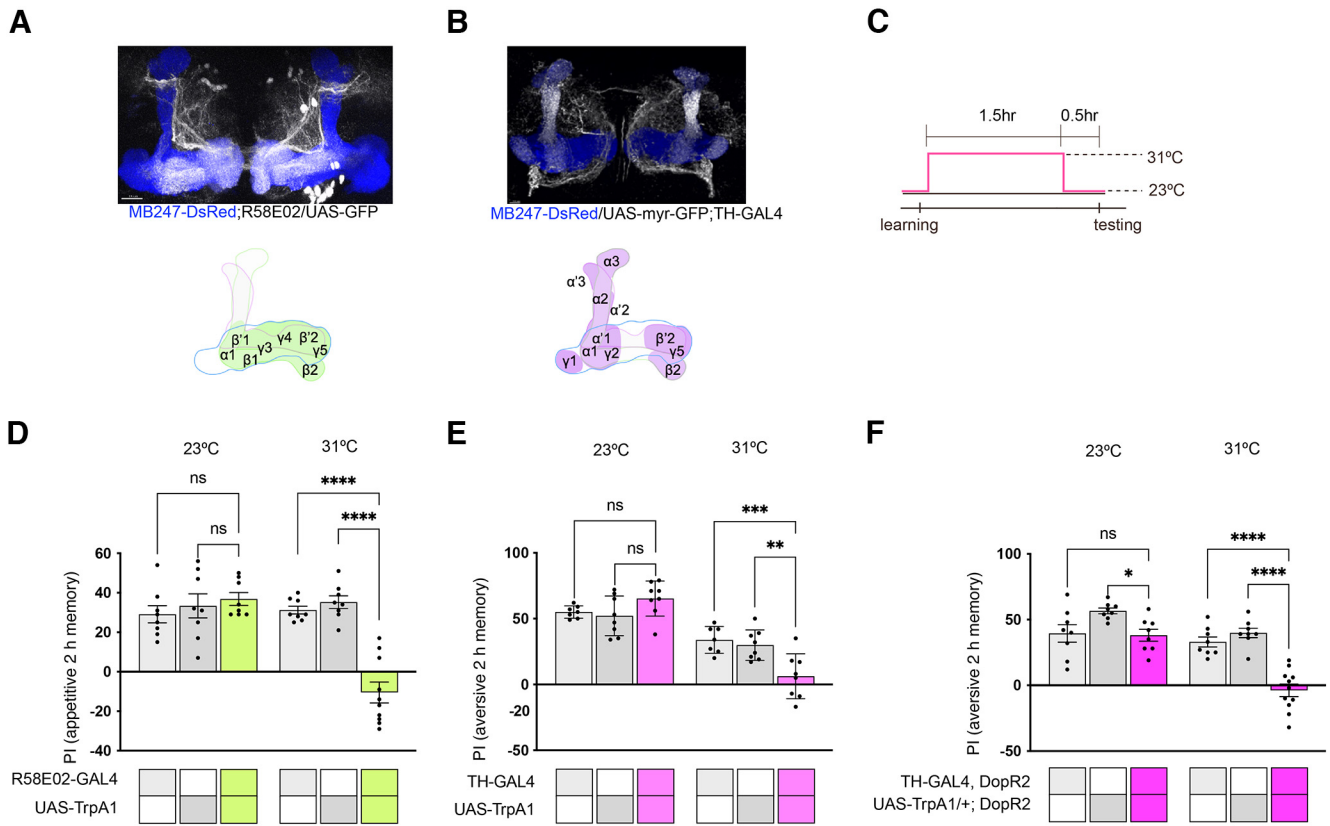 A
B
C
MB247-DsRed;R58E02/UAS-GFP
MB247-DsRed/UAS-myr-GFP;TH-GAL4
1.5hr 0.5hr
31ºC
23ºC
learning testing
β'1 γ4 β'2
α1 β1 γ3 γ5
β2
α3
α'3
α2
α'2
α'1 β'2
γ1 α1 γ2 γ5
β2
D
23ºC 31ºC
ns ****
ns ****
PI (appetitive 2 h memory)
60
40
20
0
-20
-40
R58E02-GAL4
UAS-TrpA1
E
23ºC 31ºC
ns ***
ns **
PI (aversive 2 h memory)
100
50
0
-20
-50
TH-GAL4
UAS-TrpA1
F
23ºC 31ºC
ns ****
* ****
PI (aversive 2 h memory)
100
50
0
-50
TH-GAL4, DopR2
UAS-TrpA1/+; DopR2